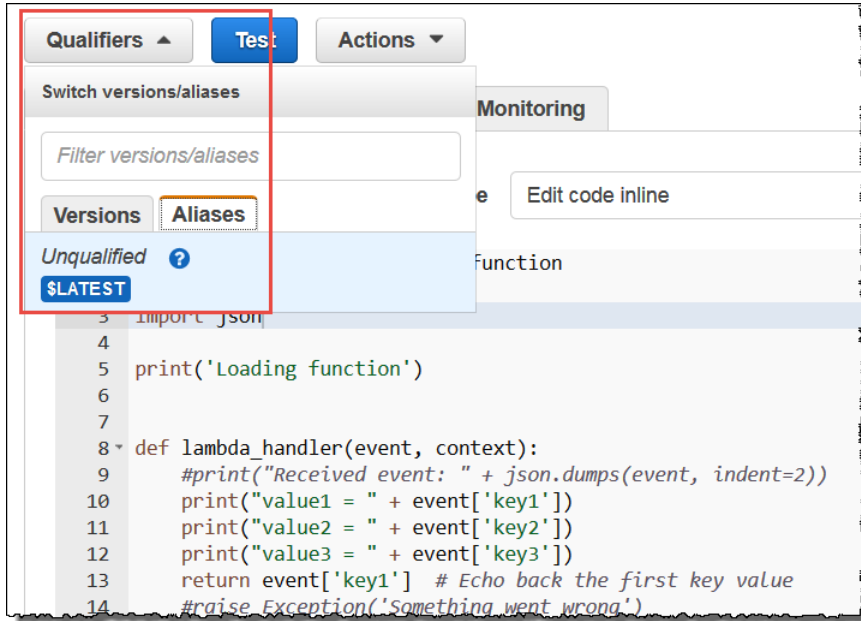 Qualifiers Test Actions
Switch versions/aliases
Monitoring
Filter versions/aliases
e Edit code inline
Versions Aliases
Unqualified ?
function
$LATEST
3 import json
4
5 print('Loading function')
6
7
8 def lambda_handler(event, context):
9 #print("Received event: " + json.dumps(event, indent=2))
10 print("value1 = " + event['key1'])
11 print("value2 = " + event['key2'])
12 print("value3 = " + event['key3'])
13 return event['key1'] # Echo back the first key value
14 #raise Exception('Something went wrong')